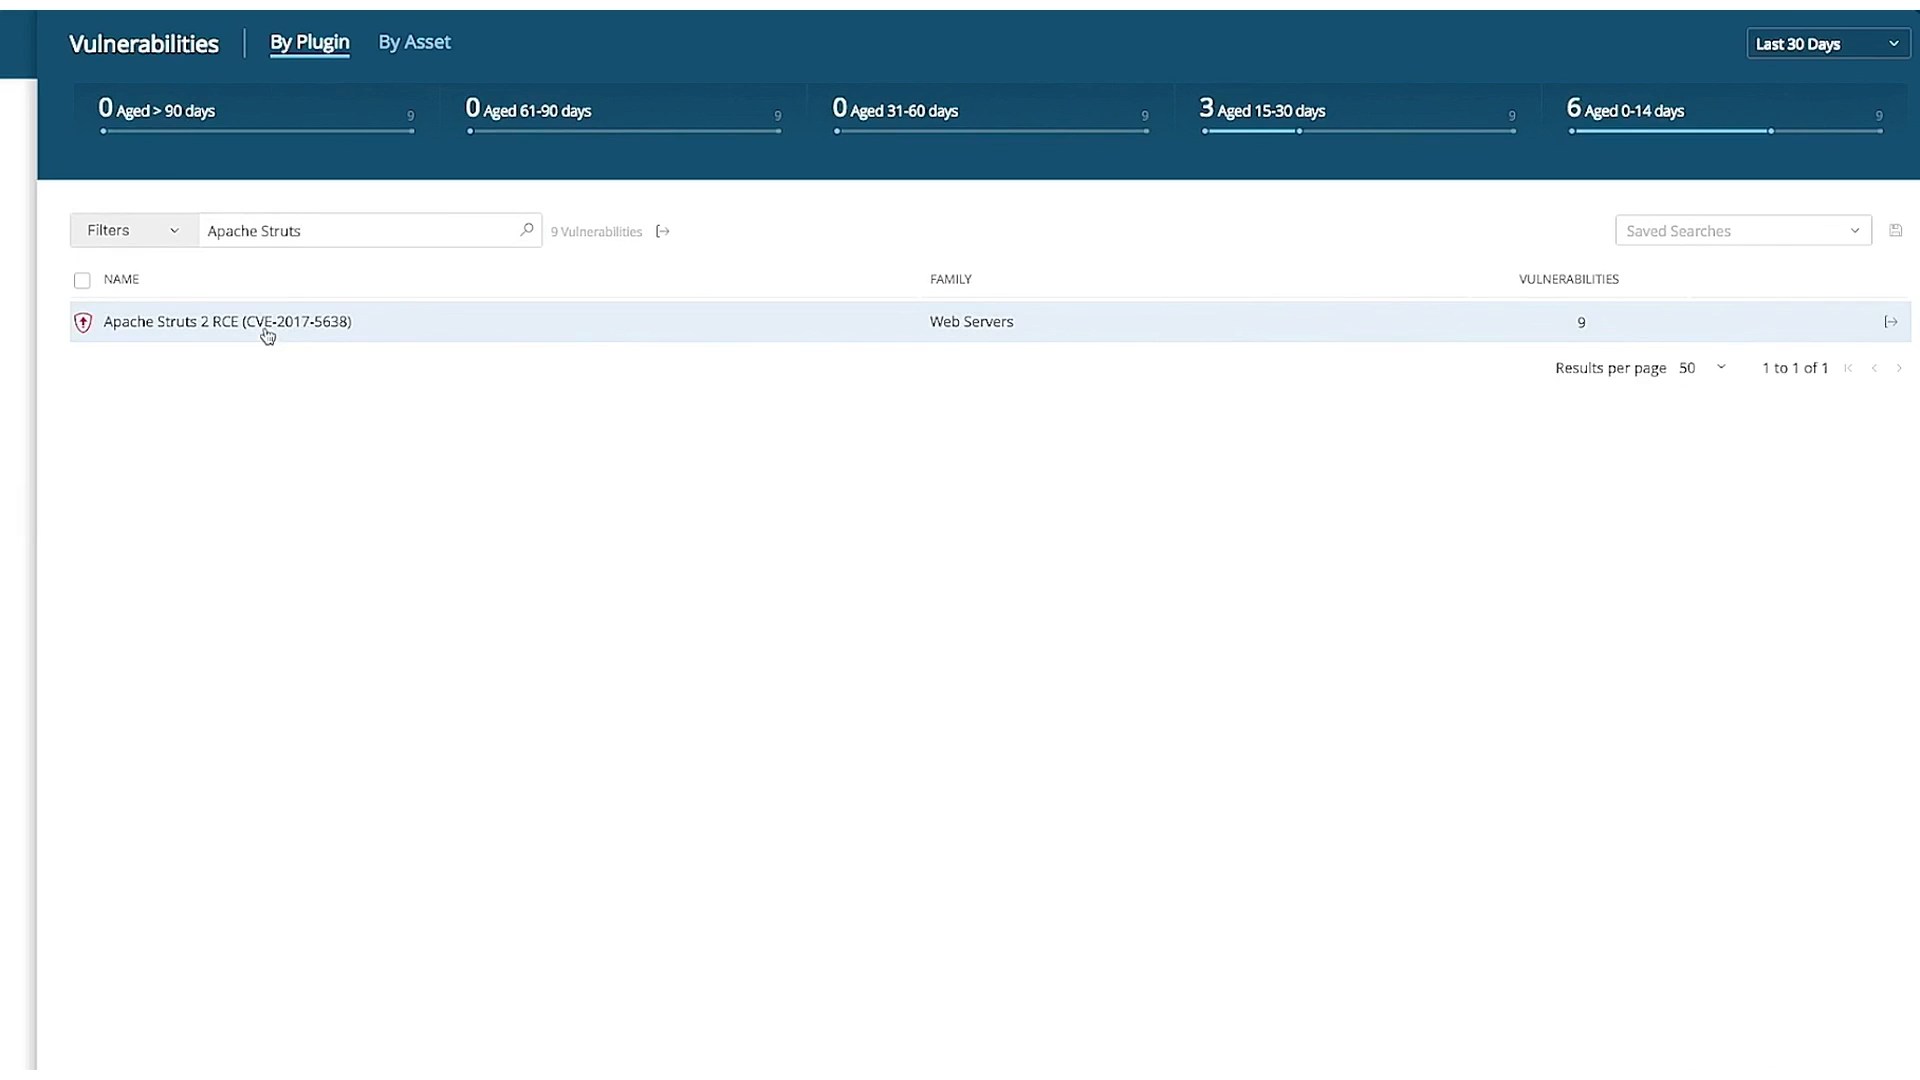 Vulnerabilities By Plugin By Asset Last 30 Days
0 Aged > 90 days 9 0 Aged 61-90 days 9 0 Aged 31-60 days 9 3 Aged 15-30 days 9 6 Aged 0-14 days 9
Filters Apache Struts 9 Vulnerabilities Saved Searches
NAME FAMILY VULNERABILITIES
Apache Struts 2 RCE (CVE-2017-5638) Web Servers 9
Results per page 50 1 to 1 of 1